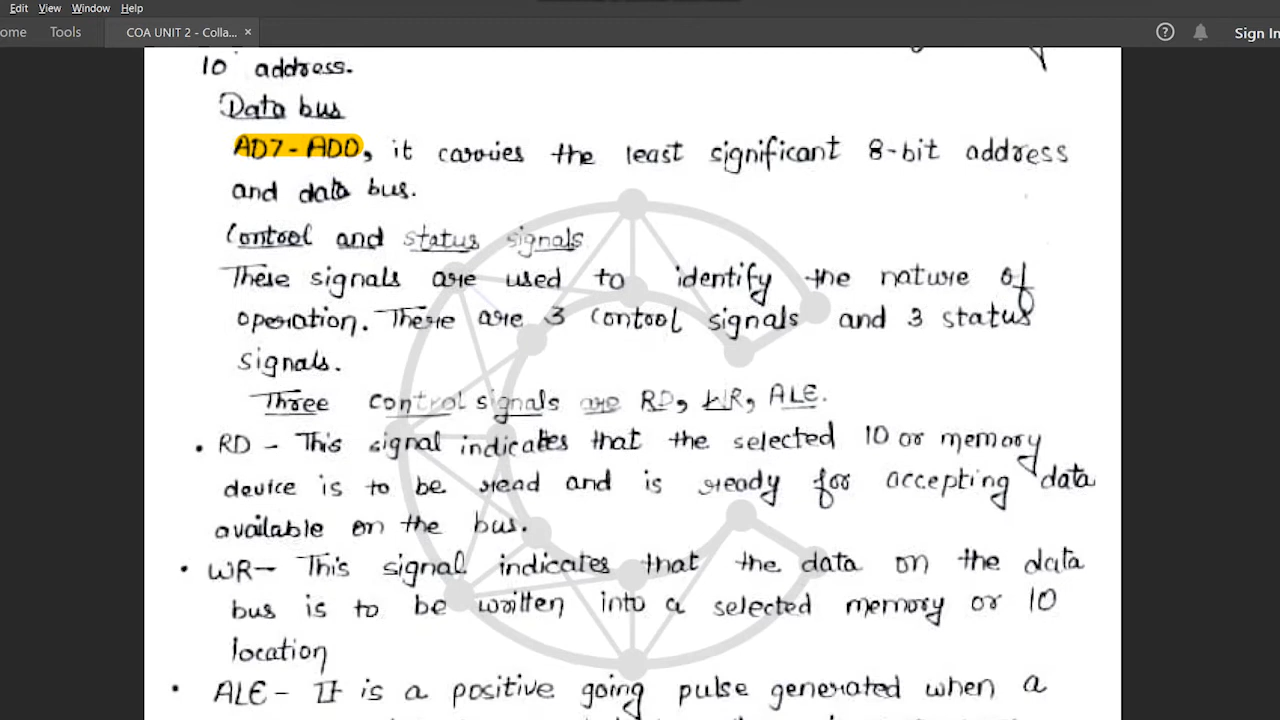 Edit View Window Help
ome Tools COA UNIT 2 - Colla... × ? Sign In
10 address.
Data bus
AD7-AD0, it carries the least significant 8-bit address
and data bus.
Control and status signals
These signals are used to identify the nature of
operation. There are 3 control signals and 3 status
signals.
Three control signals are RD, WR, ALE.
• RD - This signal indicates that the selected IO or memory
device is to be read and is ready for accepting data
available on the bus.
• WR- This signal indicates that the data on the data
bus is to be written into a selected memory or IO
location
• ALE - It is a positive going pulse generated when a